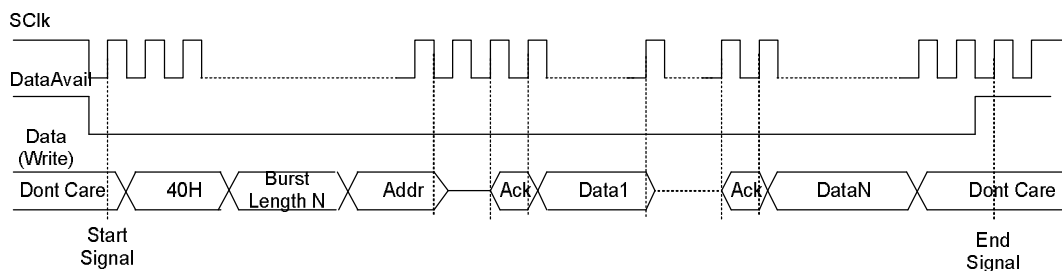 SClk
DataAvail
Data
(Write)
Dont Care
40H
Burst
Length N
Addr
Ack
Data1
Ack
DataN
Dont Care
Start
Signal
End
Signal